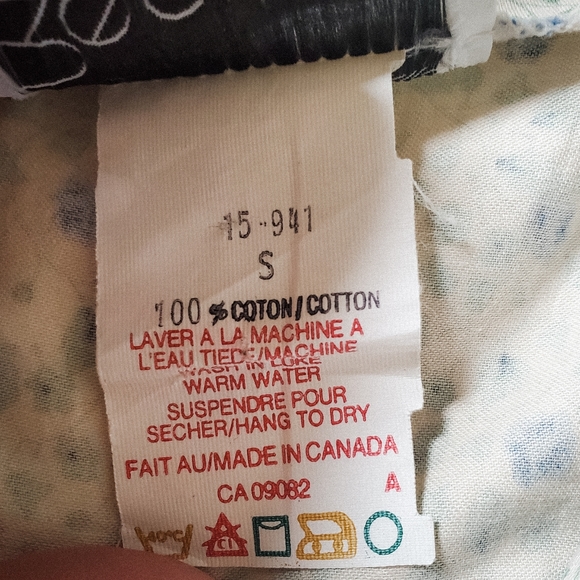 15-941
S
100 % COTON/COTTON
LAVER A LA MACHINE A
L'EAU TIEDE/MACHINE
WASH IN LUKE
WARM WATER
SUSPENDRE POUR
SECHER/HANG TO DRY
FAIT AU/MADE IN CANADA
CA 09082 A
CL